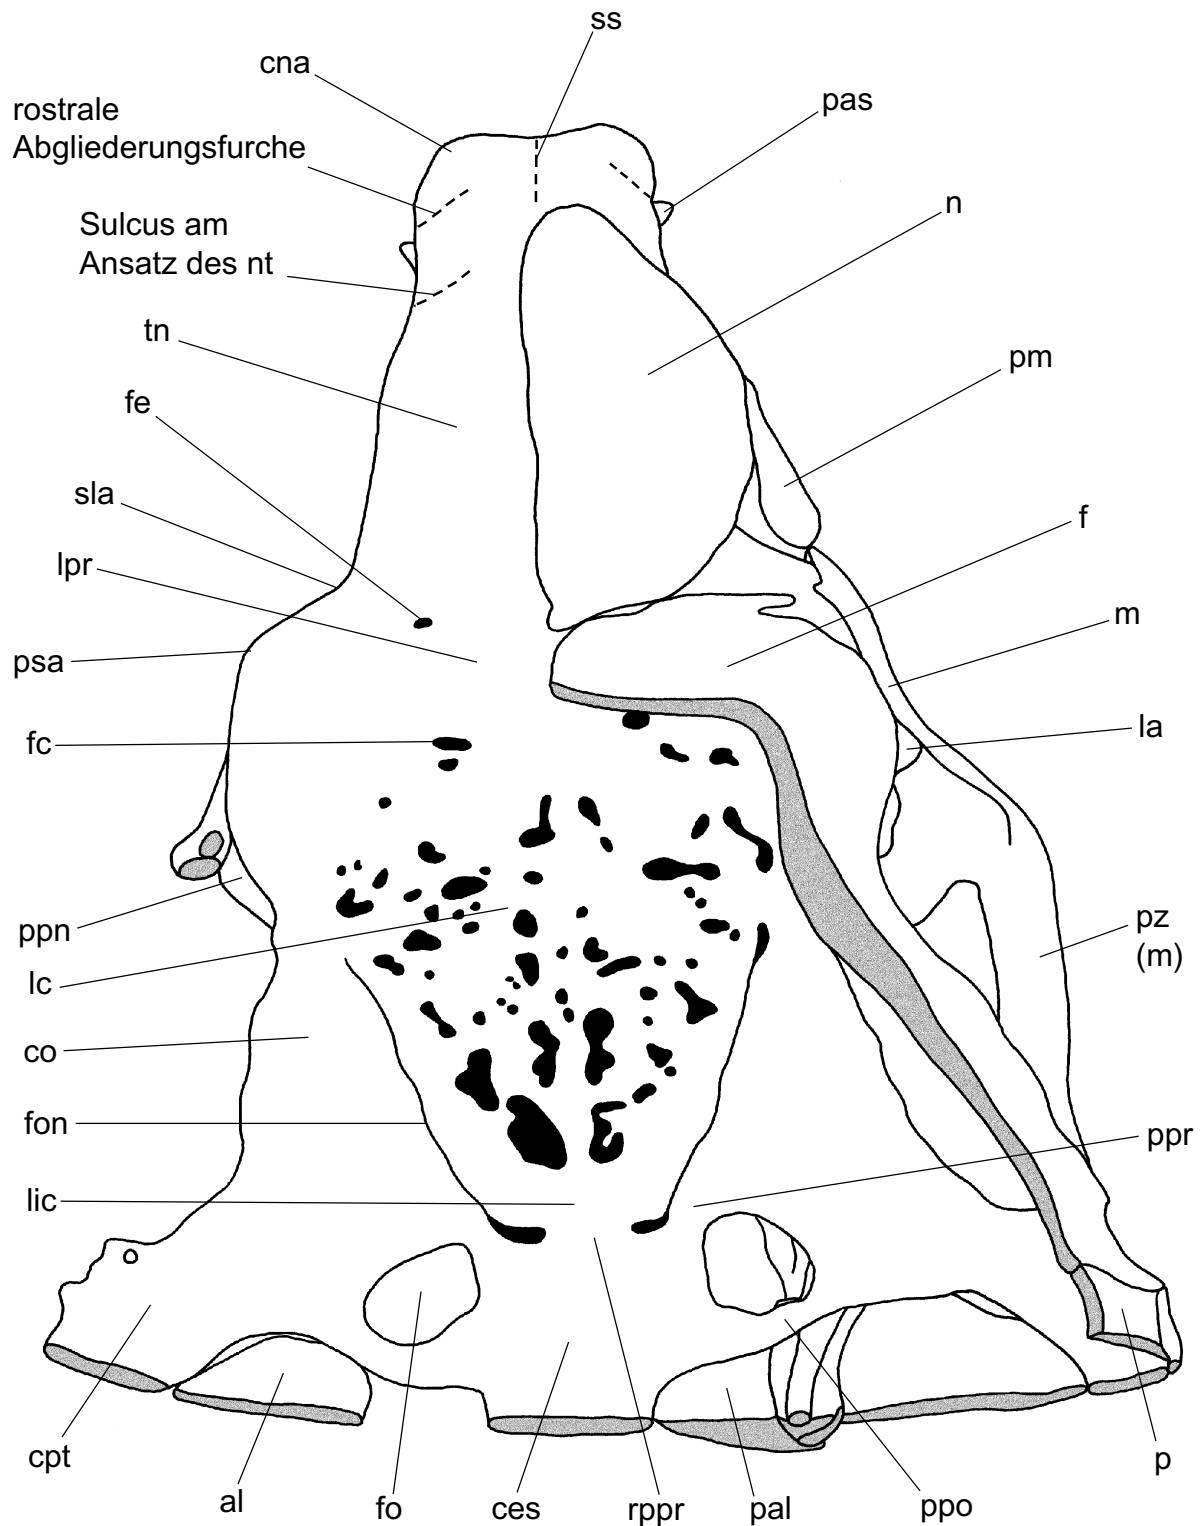 ss
cna
rostrale
Abgliederungsfurche
pas
n
Sulcus am
Ansatz des nt
tn
pm
fe
sla
f
lpr
m
psa
la
fc
ppn
pz
(m)
lc
co
fon
ppr
lic
cpt
al
fo
ces
rppr
pal
ppo
p